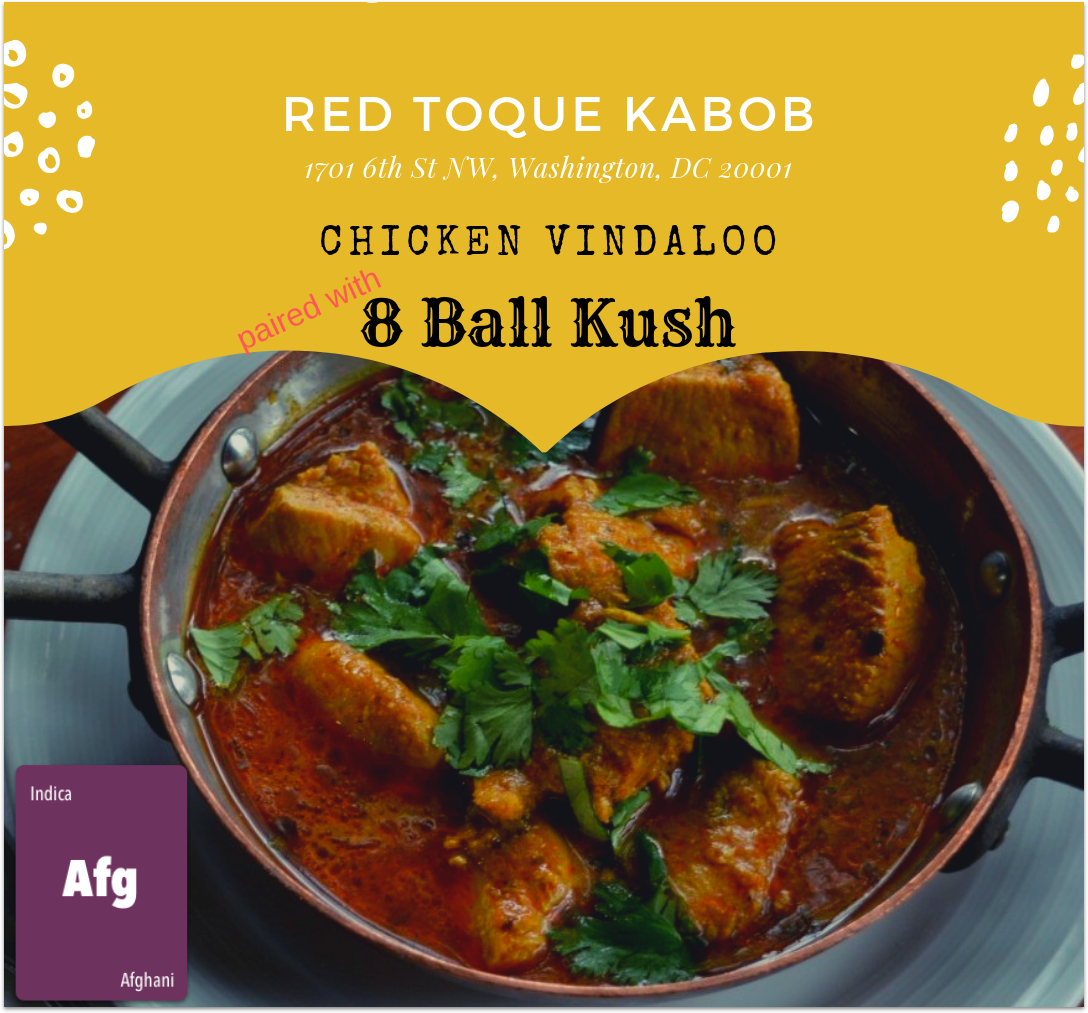 RED TOQUE KABOB
1701 6th St NW, Washington, DC 20001
CHICKEN VINDALOO
paired with
8 Ball Kush
Indica
Afg
Afghani